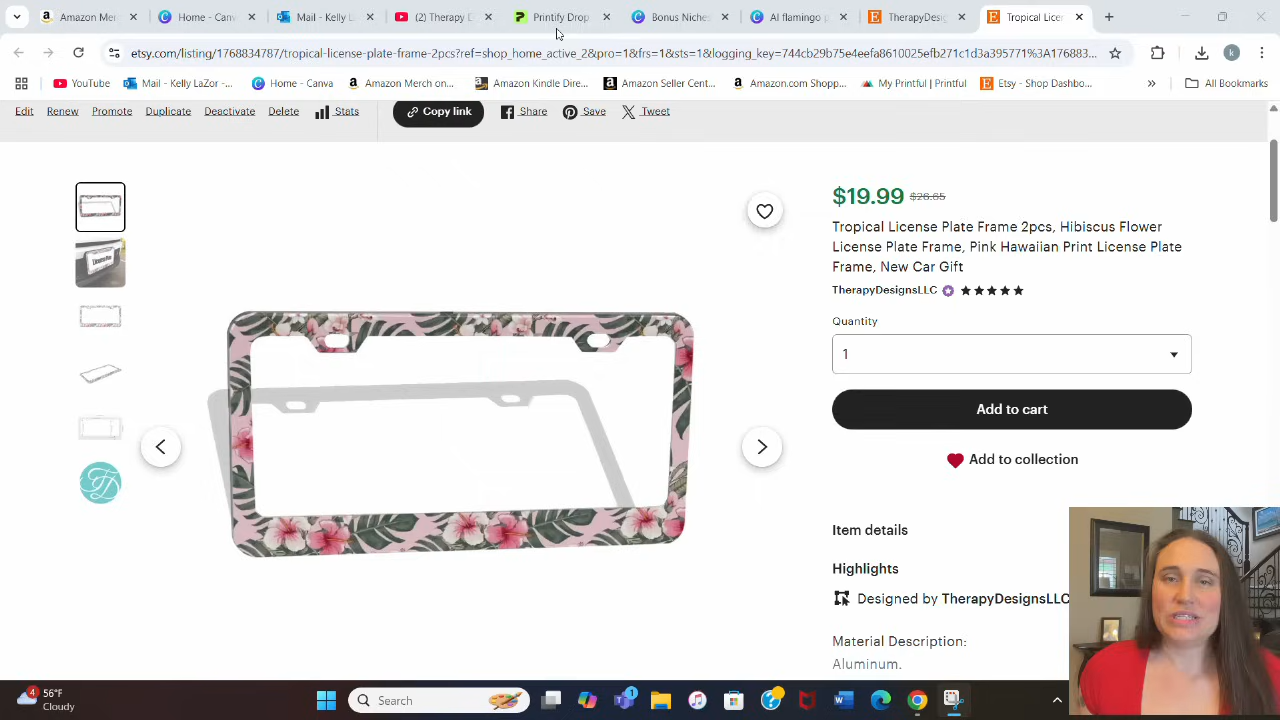 Amazon Mer
Home - Canv
Mail - Kelly L
(2) Therapy D
Printify Drop
Bonus Niches
AI flamingo p
TherapyDesig
Tropical Licen
etsy.com/listing/1768834787/tropical-license-plate-frame-2pcs?ref=shop_home_active_2&pro=1&frs=1&sts=1&logging_key=744cb29b75e4eefa8610025efb271c1d3a395771%3A176883...
k
YouTube
Mail - Kelly LaZor -...
Home - Canva
Amazon Merch on...
Amazon Kindle Dire...
Amazon Seller Cent...
Amazon.com Shopp...
My Printful | Printful
Etsy - Shop Dashbo...
»
All Bookmarks
Edit
Renew
Promote
Duplicate
Deactivate
Delete
Stats
Copy link
Share
Save
Tweet
$19.99 $26.65
Tropical License Plate Frame 2pcs, Hibiscus Flower
License Plate Frame, Pink Hawaiian Print License Plate
Frame, New Car Gift
TherapyDesignsLLC ★★★★★
Quantity
1
Add to cart
Add to collection
Item details
Highlights
Designed by TherapyDesignsLLC
Material Description:
Aluminum.
4
56°F
Cloudy
Search
1